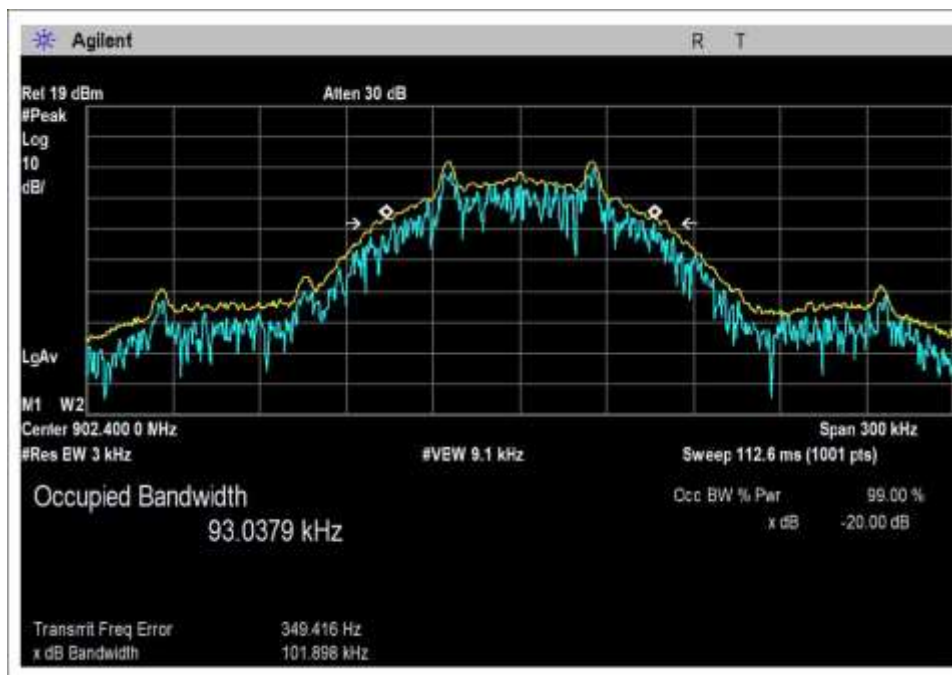 Agilent R T
Ref 19 dBm Atten 30 dB
#Peak
Log
10
dB/
LgAv
M1 W2
Center 902.400 0 MHz Span 300 kHz
#Res BW 3 kHz #VBW 9.1 kHz Sweep 112.6 ms (1001 pts)
Occupied Bandwidth Occ BW % Pwr 99.00 %
93.0379 kHz x dB -20.00 dB
Transmit Freq Error 349.416 Hz
x dB Bandwidth 101.898 kHz